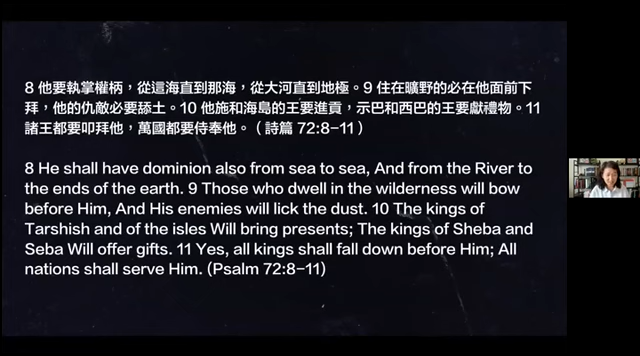 8 他要執掌權柄，從這海直到那海，從大河直到地極。9 住在曠野的必在他面前下
拜，他的仇敵必要舔土。10 他施和海島的王要進貢，示巴和西巴的王要獻禮物。11
諸王都要叩拜他，萬國都要侍奉他。（詩篇 72:8-11）
8 He shall have dominion also from sea to sea, And from the River to
the ends of the earth. 9 Those who dwell in the wilderness will bow
before Him, And His enemies will lick the dust. 10 The kings of
Tarshish and of the isles Will bring presents; The kings of Sheba and
Seba Will offer gifts. 11 Yes, all kings shall fall down before Him; All
nations shall serve Him. (Psalm 72:8-11)